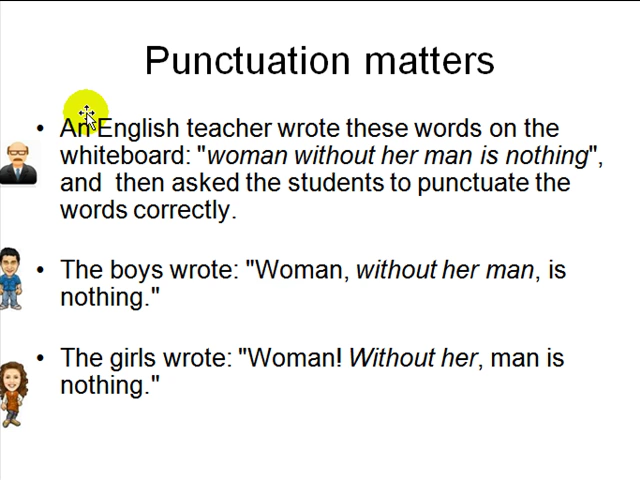 Punctuation matters
• An English teacher wrote these words on the
whiteboard: "woman without her man is nothing",
and then asked the students to punctuate the
words correctly.
• The boys wrote: "Woman, without her man, is
nothing."
• The girls wrote: "Woman! Without her, man is
nothing."